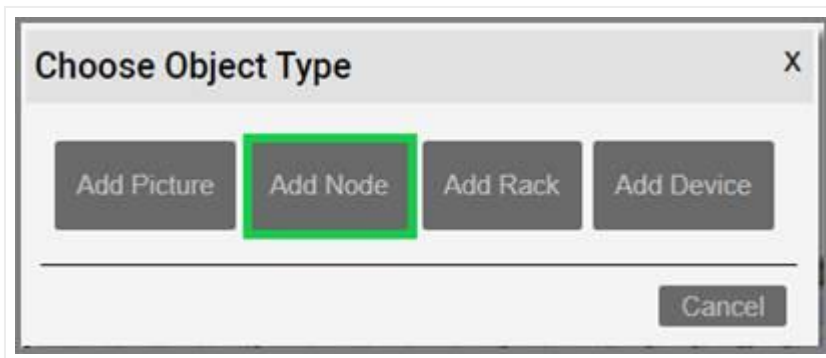 Choose Object Type X
Add Picture Add Node Add Rack Add Device
Cancel